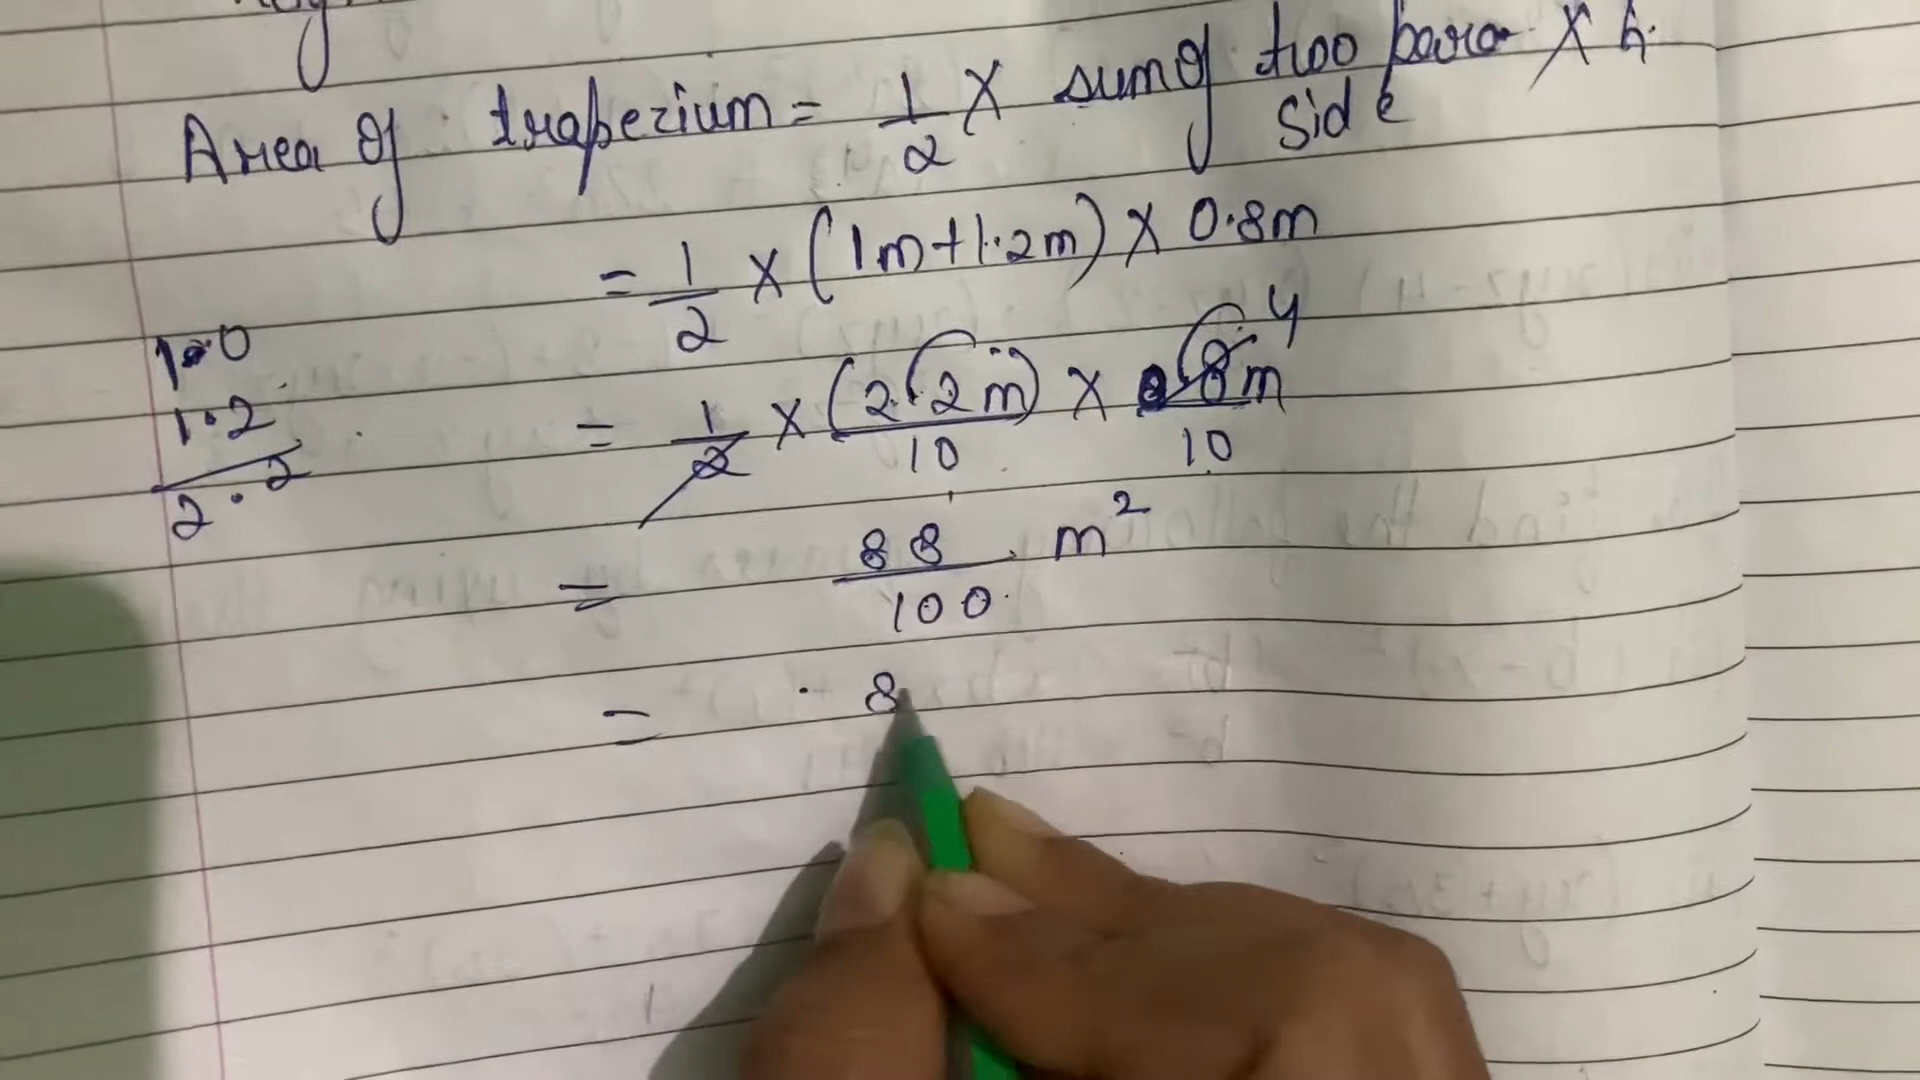 Area of trapezium = 1/2 X sum of two para X h.
side
= 1/2 X (1m+1.2m) X 0.8m
1.0
1.2
2.2
= 1/2 X (2.2m)/10 X 8m/10 4
= 88/100 m²
= .8